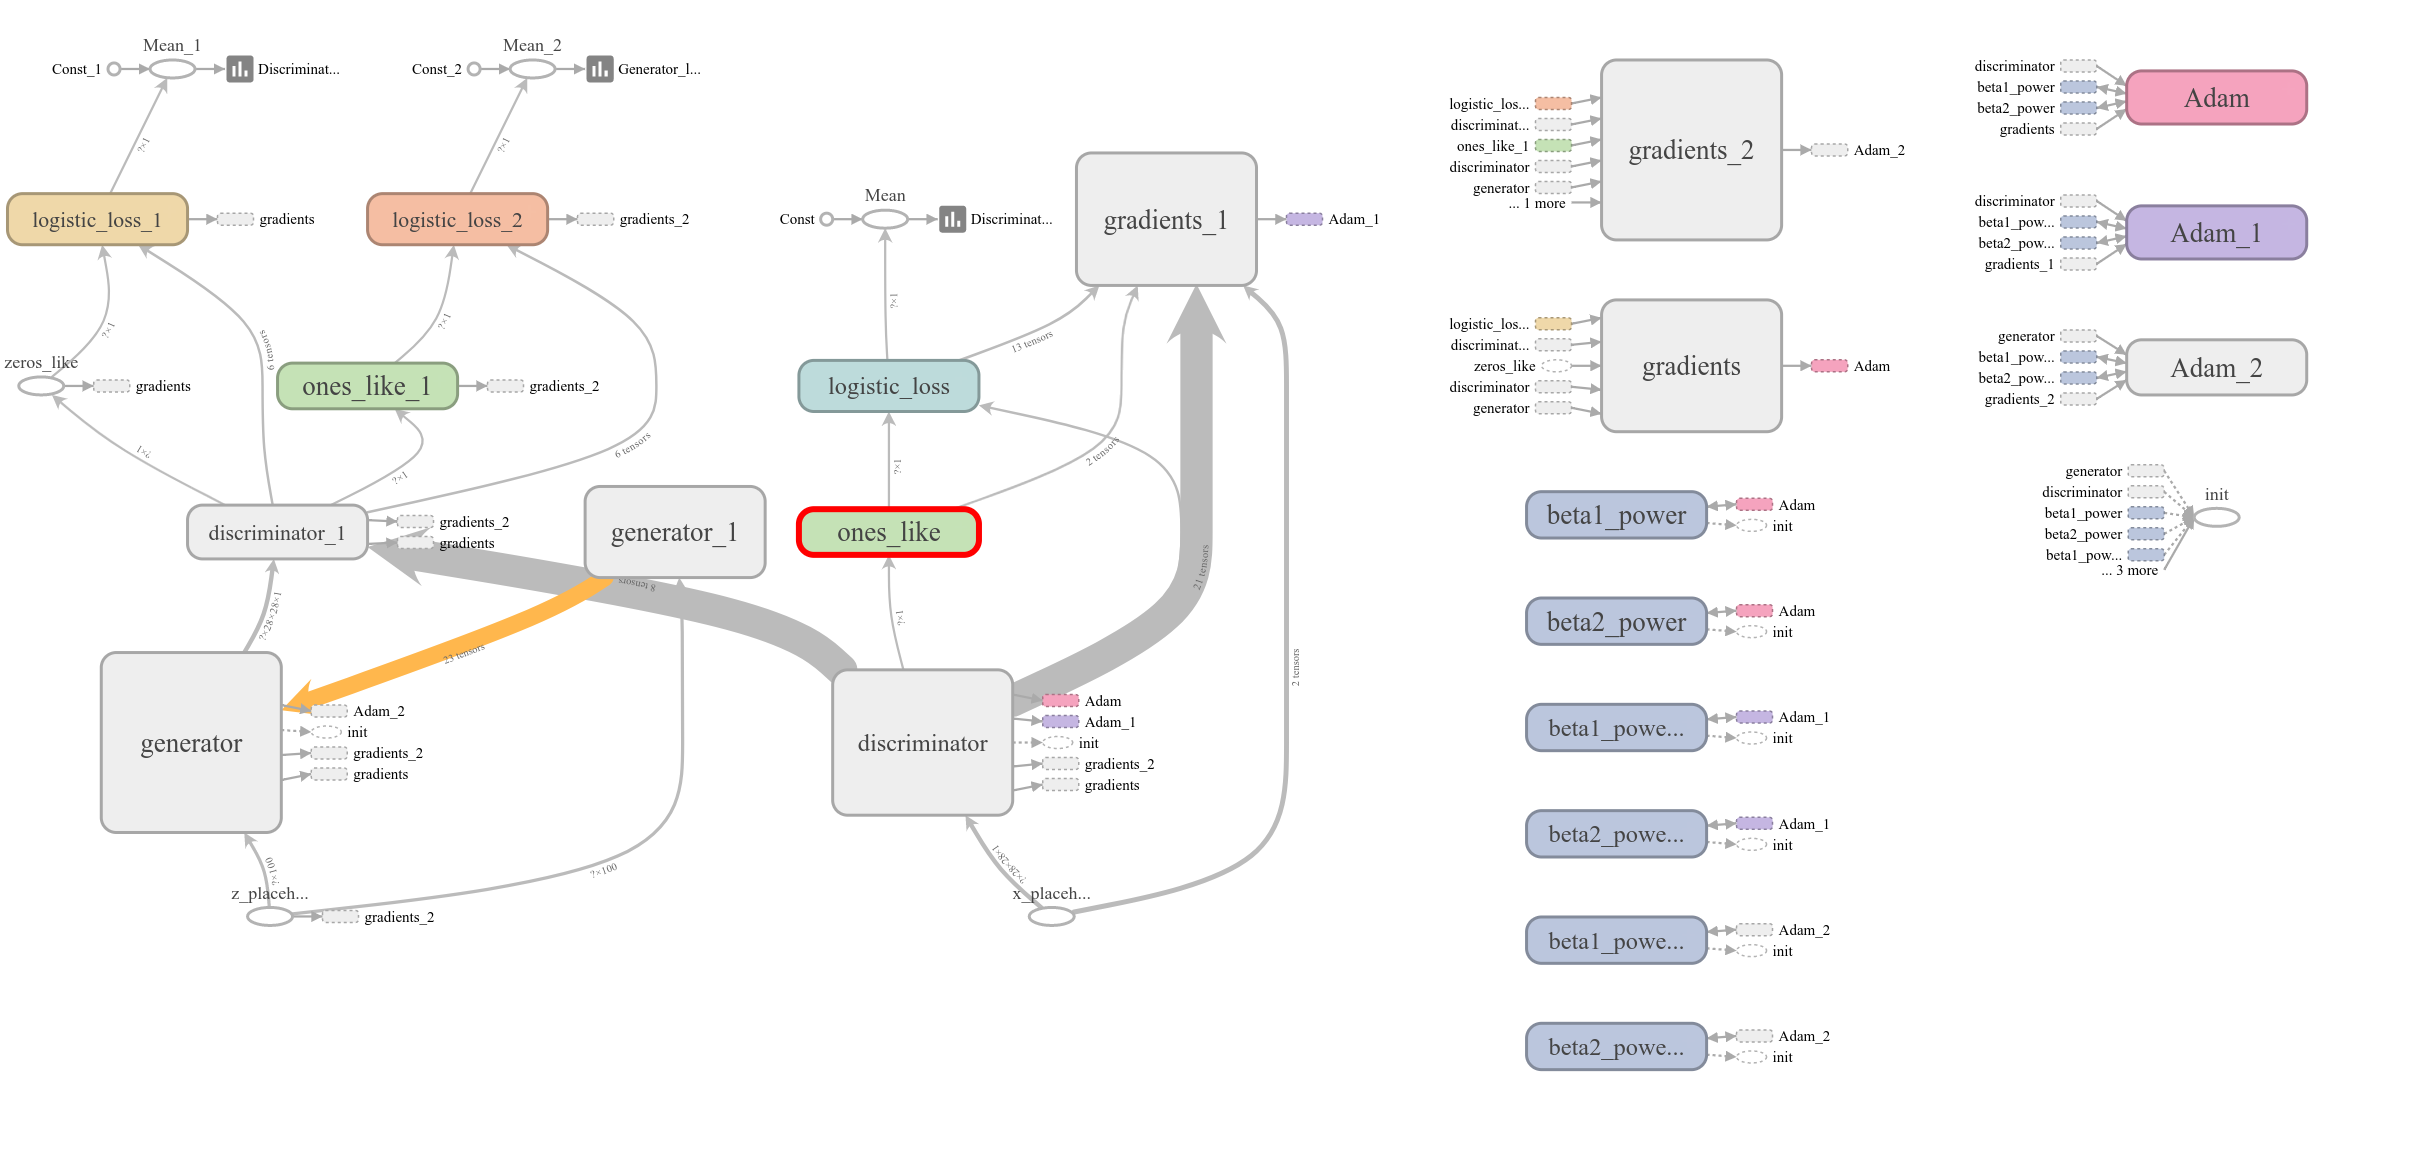 Mean_1
Const_1
Discriminat...
Mean_2
Const_2
Generator_l...
?×1
?×1
logistic_loss_1
gradients
logistic_loss_2
gradients_2
?×1
6 tensors
?×1
6 tensors
zeros_like
gradients
ones_like_1
gradients_2
?×1
?×1
discriminator_1
gradients_2
gradients
generator_1
8 tensors
?×28×28×1
23 tensors
generator
Adam_2
init
gradients_2
gradients
?×100
?×100
z_placeh...
gradients_2
Mean
Const
Discriminat...
gradients_1
Adam_1
?×1
13 tensors
logistic_loss
?×1
2 tensors
ones_like
?×1
21 tensors
2 tensors
discriminator
Adam
Adam_1
init
gradients_2
gradients
?×28×28×1
x_placeh...
logistic_los...
discriminat...
ones_like_1
discriminator
generator
... 1 more
gradients_2
Adam_2
logistic_los...
discriminat...
zeros_like
discriminator
generator
gradients
Adam
beta1_power
Adam
init
beta2_power
Adam
init
beta1_powe...
Adam_1
init
beta2_powe...
Adam_1
init
beta1_powe...
Adam_2
init
beta2_powe...
Adam_2
init
discriminator
beta1_power
beta2_power
gradients
Adam
discriminator
beta1_pow...
beta2_pow...
gradients_1
Adam_1
generator
beta1_pow...
beta2_pow...
gradients_2
Adam_2
generator
discriminator
beta1_power
beta2_power
beta1_pow...
... 3 more
init